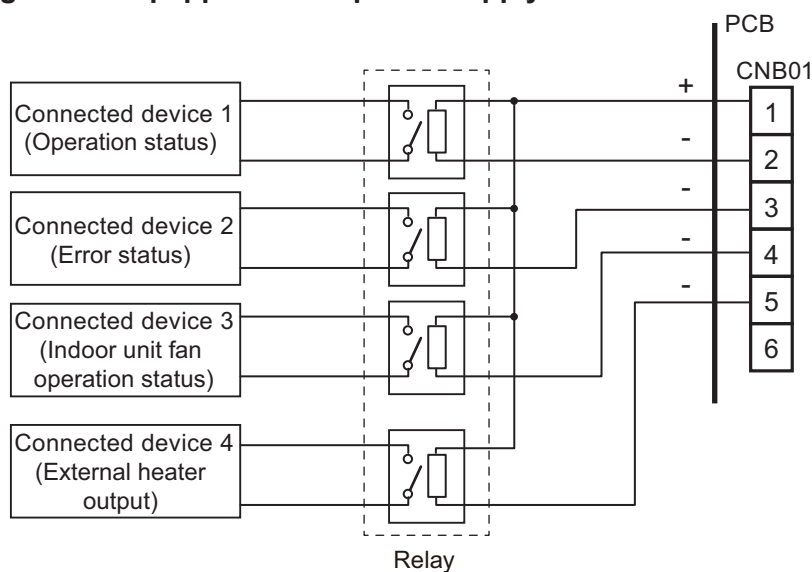 PCB
CNB01
Connected device 1
(Operation status)
Connected device 2
(Error status)
Connected device 3
(Indoor unit fan
operation status)
Connected device 4
(External heater
output)
+
-
-
-
-
1
2
3
4
5
6
Relay